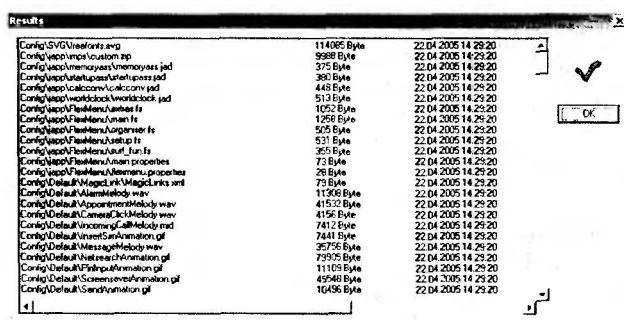 Results
Config\SVG\freefonts.svg 114085 Byte 22.04.2005 14:29:20
Config\japp\mps\custom.zip 9988 Byte 22.04.2005 14:29:20
Config\japp\memoryass\memoryass.jad 375 Byte 22.04.2005 14:29:20
Config\japp\startupass\startupass.jad 380 Byte 22.04.2005 14:29:20
Config\japp\calcconv\calcconv.jad 448 Byte 22.04.2005 14:29:20
OK
Config\japp\worldclock\worldclock.jad 513 Byte 22.04.2005 14:29:20
Config\japp\FlexMenu\extras.fs 1052 Byte 22.04.2005 14:29:20
Config\japp\FlexMenu\main.fs 1258 Byte 22.04.2005 14:29:20
Config\japp\FlexMenu\organiser.fs 505 Byte 22.04.2005 14:29:20
Config\japp\FlexMenu\setup.fs 531 Byte 22.04.2005 14:29:20
Config\japp\FlexMenu\surf_fun.fs 355 Byte 22.04.2005 14:29:20
Config\japp\FlexMenu\main.properties 73 Byte 22.04.2005 14:29:20
Config\japp\FlexMenu\flexmenu.properties 28 Byte 22.04.2005 14:29:20
Config\Default\MagicLink\MagicLinks.xml 79 Byte 22.04.2005 14:29:20
Config\Default\AlarmMelody.wav 11308 Byte 22.04.2005 14:29:20
Config\Default\AppointmentMelody.wav 41532 Byte 22.04.2005 14:29:20
Config\Default\CameraClickMelody.wav 4156 Byte 22.04.2005 14:29:20
Config\Default\IncomingCallMelody.mid 7412 Byte 22.04.2005 14:29:20
Config\Default\InsertSimAnimation.gif 7441 Byte 22.04.2005 14:29:20
Config\Default\MessageMelody.wav 35756 Byte 22.04.2005 14:29:20
Config\Default\NetsearchAnimation.gif 79905 Byte 22.04.2005 14:29:20
Config\Default\PinInputAnimation.gif 11109 Byte 22.04.2005 14:29:20
Config\Default\ScreensaverAnimation.gif 49548 Byte 22.04.2005 14:29:20
Config\Default\SendAnimation.gif 10496 Byte 22.04.2005 14:29:20